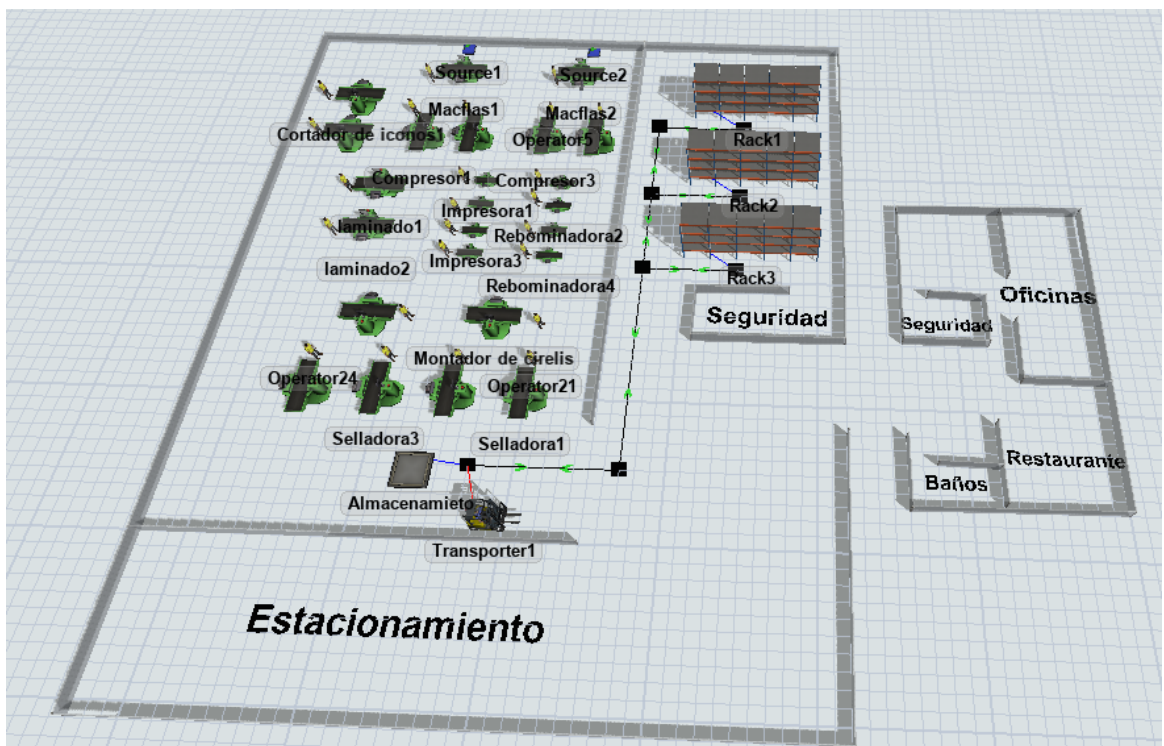 Source1
Source2
Macflas1
Macflas2
Cortador de iconos1
Operator5
Rack1
Compresor1
Compresor3
Rack2
Impresora1
laminado1
Rebominadora2
Impresora3
laminado2
Rack3
Rebominadora4
Oficinas
Seguridad
Seguridad
Montador de cirelis
Operator24
Operator21
Selladora3
Selladora1
Restaurante
Baños
Almacenamieto
Transporter1
Estacionamiento